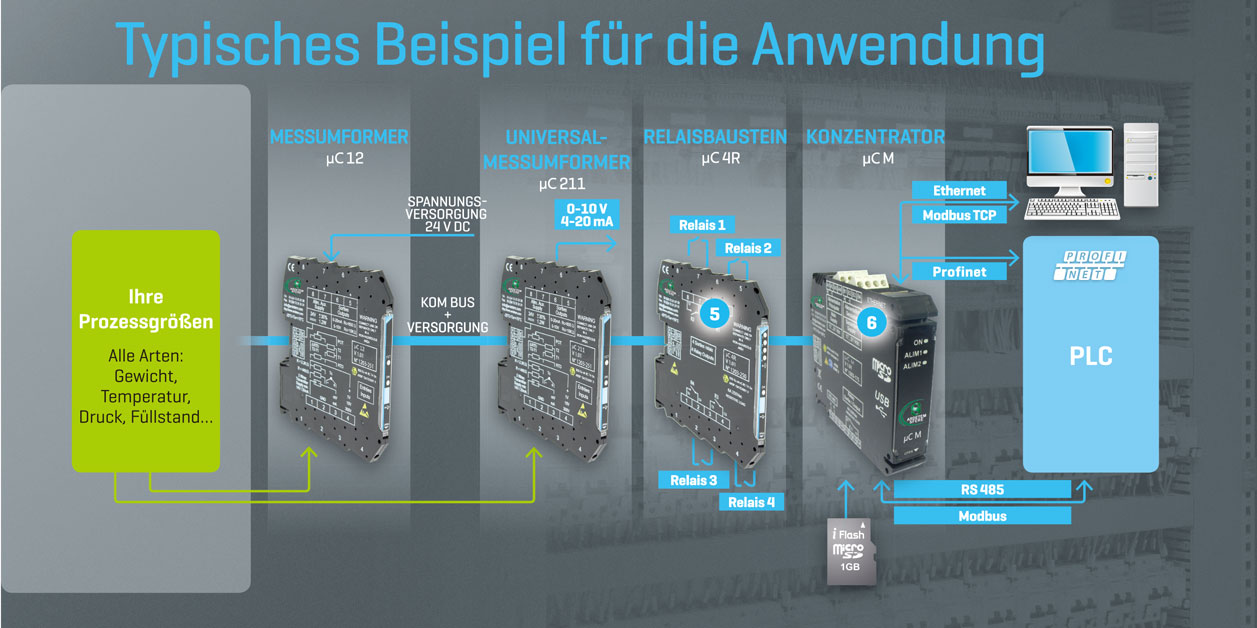 Typisches Beispiel für die Anwendung
MESSUMFORMER
µC 12
UNIVERSAL-
MESSUMFORMER
µC 211
RELAISBAUSTEIN
µC 4R
KONZENTRATOR
µC M
SPANNUNGS-
VERSORGUNG
24 V DC
0-10 V
4-20 mA
Relais 1
Relais 2
Ethernet
Modbus TCP
Profinet
PROFI
NET
Ihre
Prozessgrößen
Alle Arten:
Gewicht,
Temperatur,
Druck, Füllstand...
KOM BUS
+
VERSORGUNG
5
6
ON
ALIM1
ALIM2
Micro SD
USB
µC M
PLC
Relais 3
Relais 4
RS 485
Modbus
i Flash
micro
SD
1GB